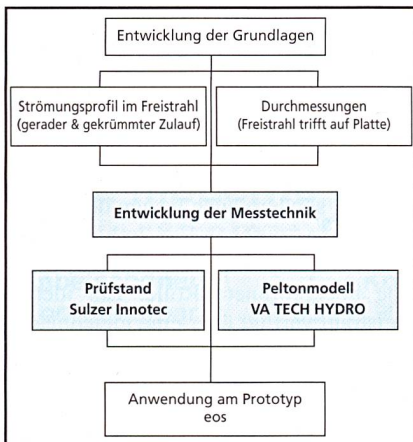 Entwicklung der Grundlagen
Strömungsprofil im Freistrahl
(gerader & gekrümmter Zulauf)
Durchmessungen
(Freistrahl trifft auf Platte)
Entwicklung der Messtechnik
Prüfstand
Sulzer Innotec
Peltonmodell
VA TECH HYDRO
Anwendung am Prototyp
eos